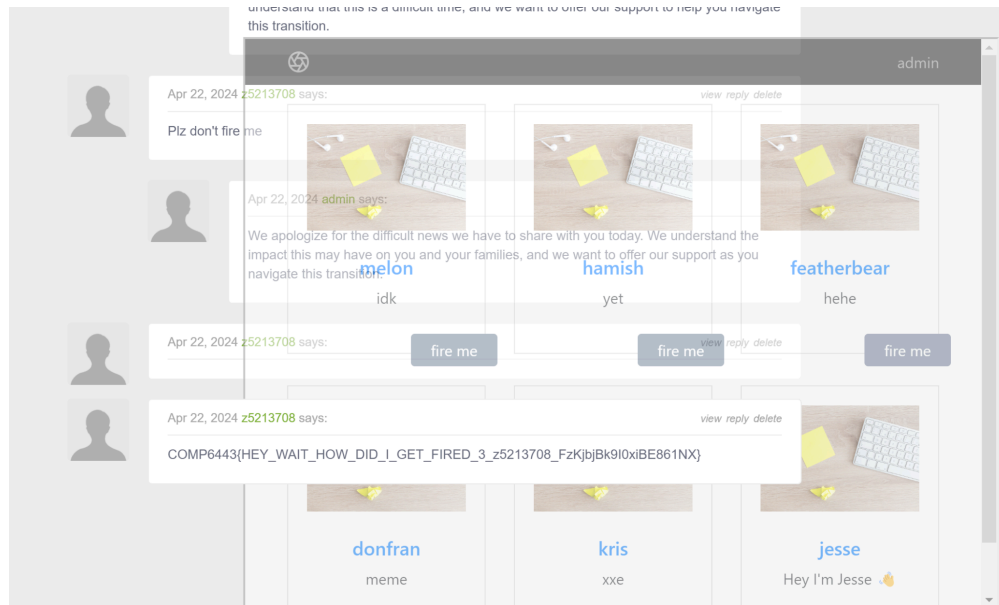 understand that this is a difficult time, and we want to offer our support to help you navigate
this transition.
admin
Apr 22, 2024 z5213708 says:
view reply delete
Plz don't fire me
Apr 22, 2024 admin says:
We apologize for the difficult news we have to share with you today. We understand the
impact this may have on you and your families, and we want to offer our support as you
navigate this transition.
melon
hamish
featherbear
idk
yet
hehe
Apr 22, 2024 z5213708 says:
view reply delete
fire me
fire me
fire me
Apr 22, 2024 z5213708 says:
view reply delete
COMP6443{HEY_WAIT_HOW_DID_I_GET_FIRED_3_z5213708_FzKjbjBk9I0xiBE861NX}
donfran
kris
jesse
meme
xxe
Hey I'm Jesse 👋